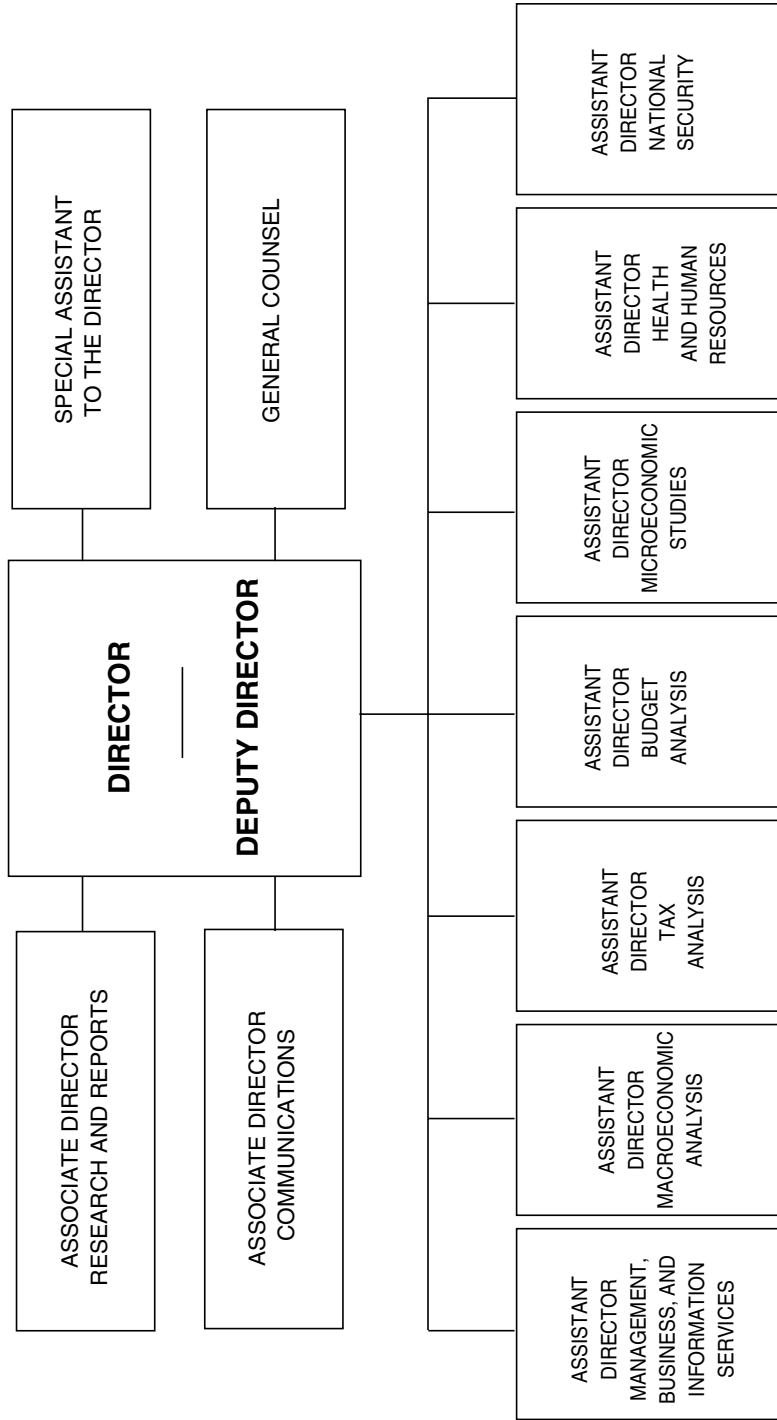 ASSOCIATE DIRECTOR
RESEARCH AND REPORTS
DIRECTOR
DEPUTY DIRECTOR
SPECIAL ASSISTANT
TO THE DIRECTOR
ASSOCIATE DIRECTOR
COMMUNICATIONS
GENERAL COUNSEL
ASSISTANT
DIRECTOR
MANAGEMENT,
BUSINESS, AND
INFORMATION
SERVICES
ASSISTANT
DIRECTOR
MACROECONOMIC
ANALYSIS
ASSISTANT
DIRECTOR
TAX
ANALYSIS
ASSISTANT
DIRECTOR
BUDGET
ANALYSIS
ASSISTANT
DIRECTOR
MICROECONOMIC
STUDIES
ASSISTANT
DIRECTOR
HEALTH
AND HUMAN
RESOURCES
ASSISTANT
DIRECTOR
NATIONAL
SECURITY